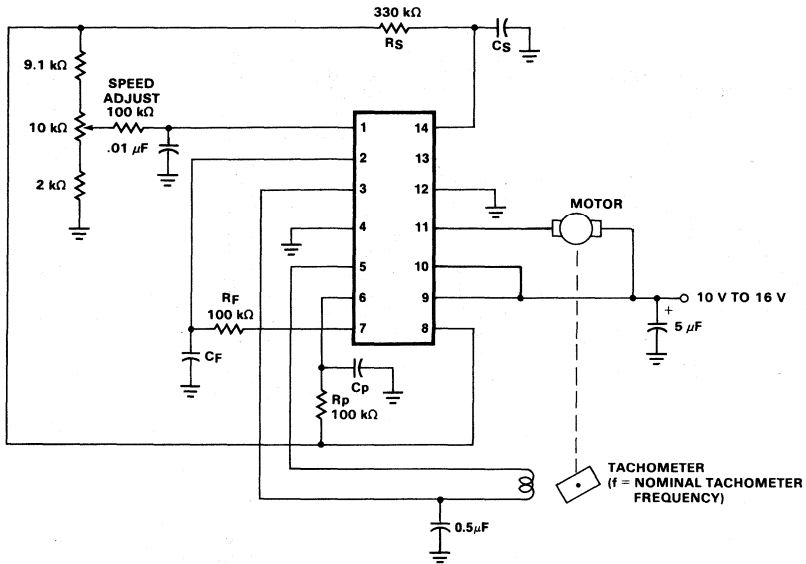 330 kΩ
RS
CS
9.1 kΩ
SPEED
ADJUST
100 kΩ
10 kΩ
.01 µF
2 kΩ
1
2
3
4
5
6
7
14
13
12
11
10
9
8
MOTOR
10 V TO 16 V
+
5 µF
RF
100 kΩ
CF
CP
RP
100 kΩ
TACHOMETER
(f = NOMINAL TACHOMETER
FREQUENCY)
0.5µF